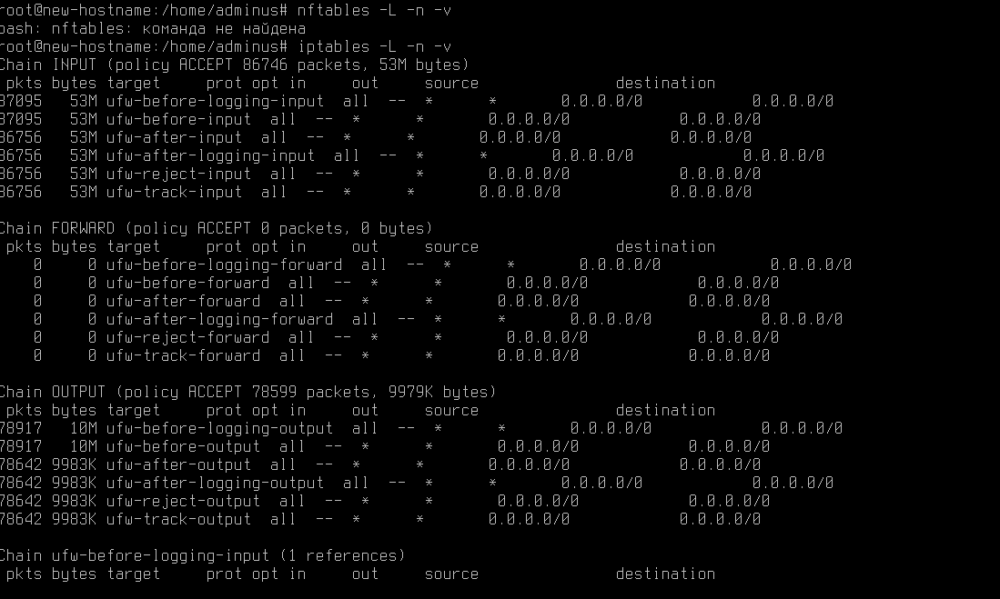 root@new-hostname:/home/adminus# nftables -L -n -v
bash: nftables: команда не найдена
root@new-hostname:/home/adminus# iptables -L -n -v
Chain INPUT (policy ACCEPT 86746 packets, 53M bytes)
pkts bytes target prot opt in out source destination
87095 53M ufw-before-logging-input all -- * * 0.0.0.0/0 0.0.0.0/0
87095 53M ufw-before-input all -- * * 0.0.0.0/0 0.0.0.0/0
86756 53M ufw-after-input all -- * * 0.0.0.0/0 0.0.0.0/0
86756 53M ufw-after-logging-input all -- * * 0.0.0.0/0 0.0.0.0/0
86756 53M ufw-reject-input all -- * * 0.0.0.0/0 0.0.0.0/0
86756 53M ufw-track-input all -- * * 0.0.0.0/0 0.0.0.0/0
Chain FORWARD (policy ACCEPT 0 packets, 0 bytes)
pkts bytes target prot opt in out source destination
0 0 ufw-before-logging-forward all -- * * 0.0.0.0/0 0.0.0.0/0
0 0 ufw-before-forward all -- * * 0.0.0.0/0 0.0.0.0/0
0 0 ufw-after-forward all -- * * 0.0.0.0/0 0.0.0.0/0
0 0 ufw-after-logging-forward all -- * * 0.0.0.0/0 0.0.0.0/0
0 0 ufw-reject-forward all -- * * 0.0.0.0/0 0.0.0.0/0
0 0 ufw-track-forward all -- * * 0.0.0.0/0 0.0.0.0/0
Chain OUTPUT (policy ACCEPT 78599 packets, 9979K bytes)
pkts bytes target prot opt in out source destination
78917 10M ufw-before-logging-output all -- * * 0.0.0.0/0 0.0.0.0/0
78917 10M ufw-before-output all -- * * 0.0.0.0/0 0.0.0.0/0
78642 9983K ufw-after-output all -- * * 0.0.0.0/0 0.0.0.0/0
78642 9983K ufw-after-logging-output all -- * * 0.0.0.0/0 0.0.0.0/0
78642 9983K ufw-reject-output all -- * * 0.0.0.0/0 0.0.0.0/0
78642 9983K ufw-track-output all -- * * 0.0.0.0/0 0.0.0.0/0
Chain ufw-before-logging-input (1 references)
pkts bytes target prot opt in out source destination